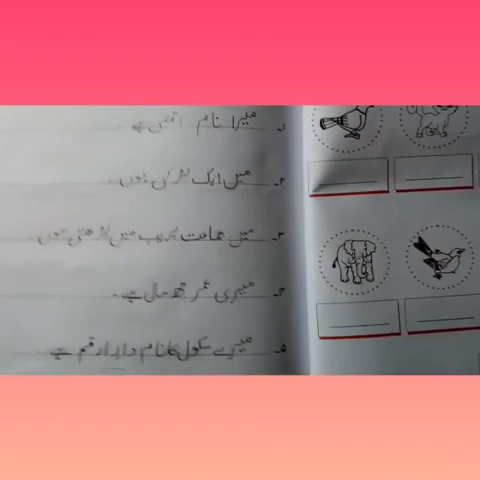 ۱۔ میرا نام ہے۔
۲۔ میں ایک ہوں۔
۳۔ میں جماعت میں پڑھتی ہوں۔
۴۔ میری عمر چھ سال ہے۔
۵۔ میرے سکول کا نام دارارقم ہے